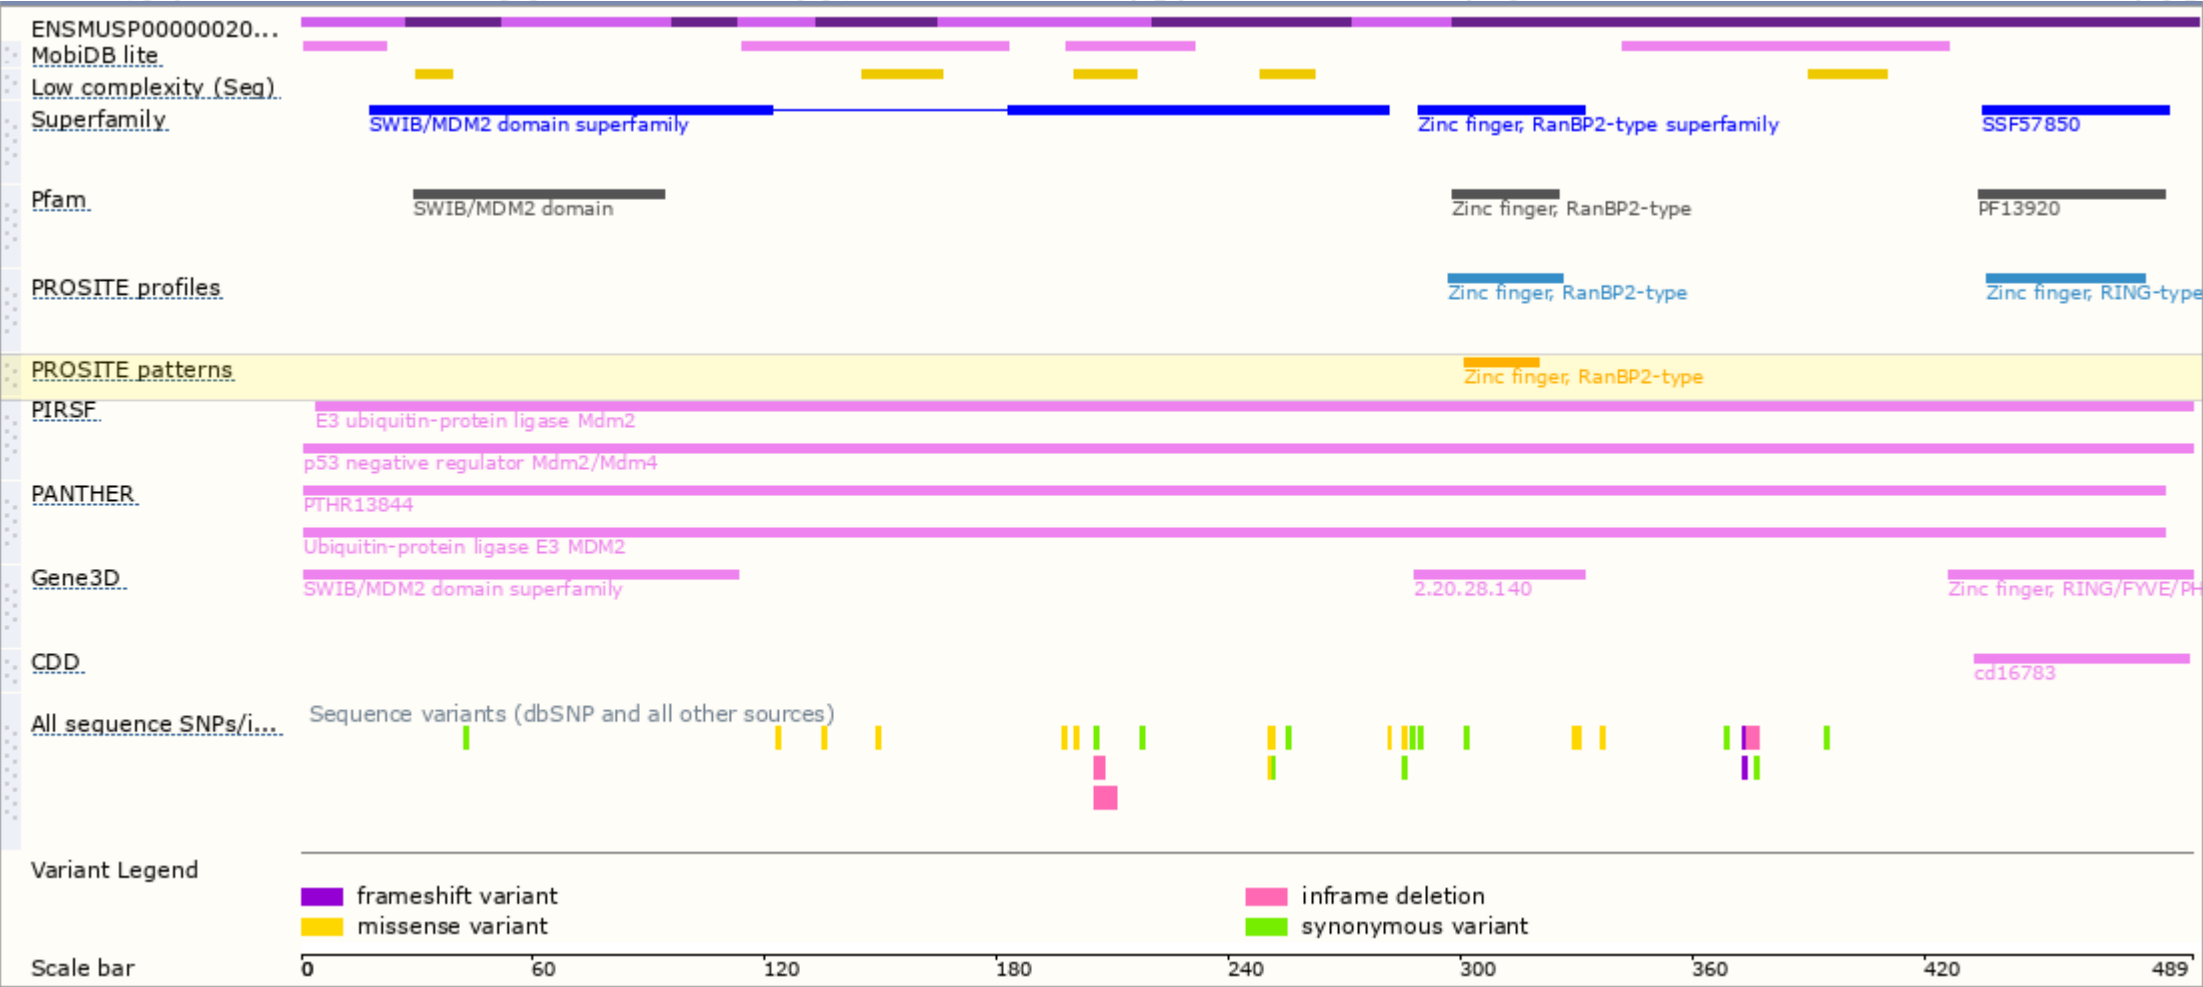 ENSMUSP00000020...
MobiDB lite
Low complexity (Seg)
Superfamily
SWIB/MDM2 domain superfamily
Zinc finger, RanBP2-type superfamily
SSF57850
Pfam
SWIB/MDM2 domain
Zinc finger, RanBP2-type
PF13920
PROSITE profiles
Zinc finger, RanBP2-type
Zinc finger, RING-type
PROSITE patterns
Zinc finger, RanBP2-type
PIRSF
E3 ubiquitin-protein ligase Mdm2
p53 negative regulator Mdm2/Mdm4
PANTHER
PTHR13844
Ubiquitin-protein ligase E3 MDM2
Gene3D
SWIB/MDM2 domain superfamily
2.20.28.140
Zinc finger, RING/FYVE/PH
CDD
cd16783
Sequence variants (dbSNP and all other sources)
All sequence SNPs/i...
Variant Legend
frameshift variant
inframe deletion
missense variant
synonymous variant
Scale bar
0 60 120 180 240 300 360 420 489